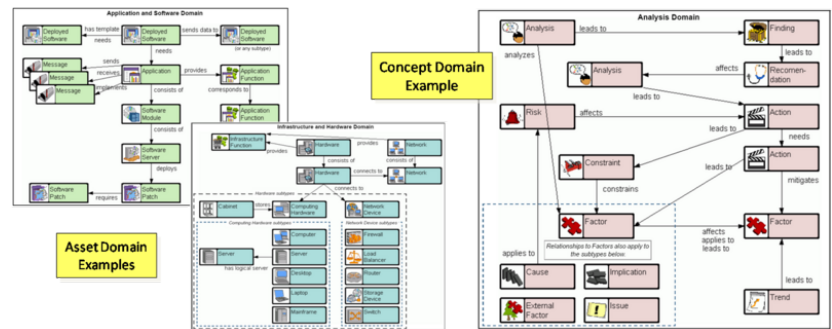 Application and Software Domain
Deployed
Software
has template
needs
Deployed
Software
sends data to
Deployed
Software
(or any subtype)
needs
Message
Message
Message
sends
receives
implements
Application
provides
Application
Function
consists of
corresponds to
Software
Module
Application
Function
consists of
Software
Server
deploys
Software
Patch
requires
Software
Patch
Asset Domain
Examples
Infrastructure and Hardware Domain
Infrastructure
Function
provides
Hardware
provides
Network
consists of
consists of
Hardware
connects to
Network
connects to
Hardware subtypes
Cabinet
stores
Computing
Hardware
Network
Device
Computing Hardware subtypes
Network Device subtypes
Computer
Firewall
Server
has logical server
Server
Load
Balancer
Desktop
Router
Laptop
Storage
Device
Mainframe
Switch
Concept Domain
Example
Analysis Domain
Analysis
leads to
Finding
analyzes
leads to
Analysis
affects
Recomen-
dation
leads to
Risk
affects
Action
leads to
needs
Constraint
leads to
Action
constrains
mitigates
Factor
affects
applies to
leads to
Factor
Relationships to Factors also apply to
the subtypes below:
applies to
Cause
Implication
leads to
External
Factor
Issue
Trend